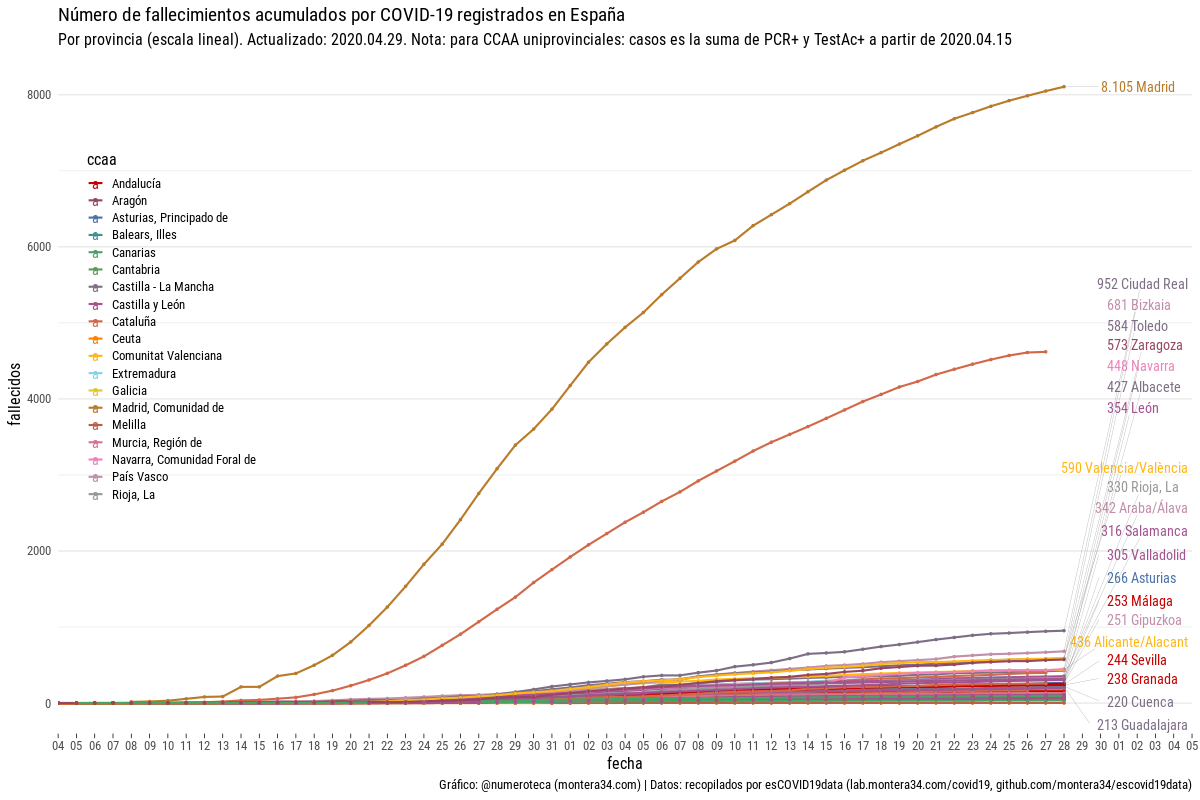 Número de fallecimientos acumulados por COVID-19 registrados en España
Por provincia (escala lineal). Actualizado: 2020.04.29. Nota: para CCAA uniprovinciales: casos es la suma de PCR+ y TestAc+ a partir de 2020.04.15
fallecidos
8000
6000
4000
2000
0
ccaa
Andalucía
Aragón
Asturias, Principado de
Balears, Illes
Canarias
Cantabria
Castilla - La Mancha
Castilla y León
Cataluña
Ceuta
Comunitat Valenciana
Extremadura
Galicia
Madrid, Comunidad de
Melilla
Murcia, Región de
Navarra, Comunidad Foral de
País Vasco
Rioja, La
8.105 Madrid
952 Ciudad Real
681 Bizkaia
584 Toledo
573 Zaragoza
448 Navarra
427 Albacete
354 León
590 Valencia/València
330 Rioja, La
342 Araba/Álava
316 Salamanca
305 Valladolid
266 Asturias
253 Málaga
251 Gipuzkoa
436 Alicante/Alacant
244 Sevilla
238 Granada
220 Cuenca
213 Guadalajara
04 05 06 07 08 09 10 11 12 13 14 15 16 17 18 19 20 21 22 23 24 25 26 27 28 29 30 31 01 02 03 04 05 06 07 08 09 10 11 12 13 14 15 16 17 18 19 20 21 22 23 24 25 26 27 28 29 30 01 02 03 04 05
fecha
Gráfico: @numeroteca (montera34.com) | Datos: recopilados por esCOVID19data (lab.montera34.com/covid19, github.com/montera34/escovid19data)